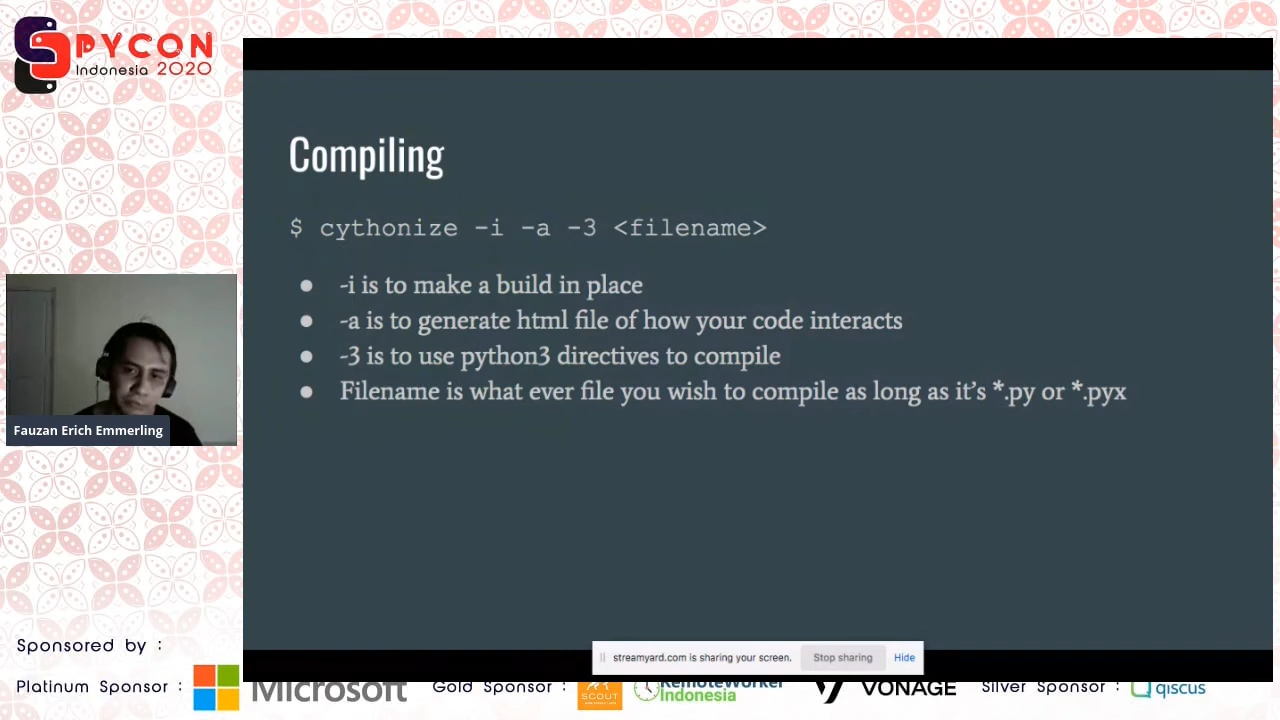 PYCON
Indonesia 2020
Compiling
$ cythonize -i -a -3 <filename>
● -i is to make a build in place
● -a is to generate html file of how your code interacts
● -3 is to use python3 directives to compile
● Filename is what ever file you wish to compile as long as it’s *.py or *.pyx
Fauzan Erich Emmerling
streamyard.com is sharing your screen. Stop sharing Hide
Sponsored by :
Platinum Sponsor : Microsoft Gold Sponsor : SCOUT RemoteWorker Indonesia VONAGE Silver Sponsor : qiscus